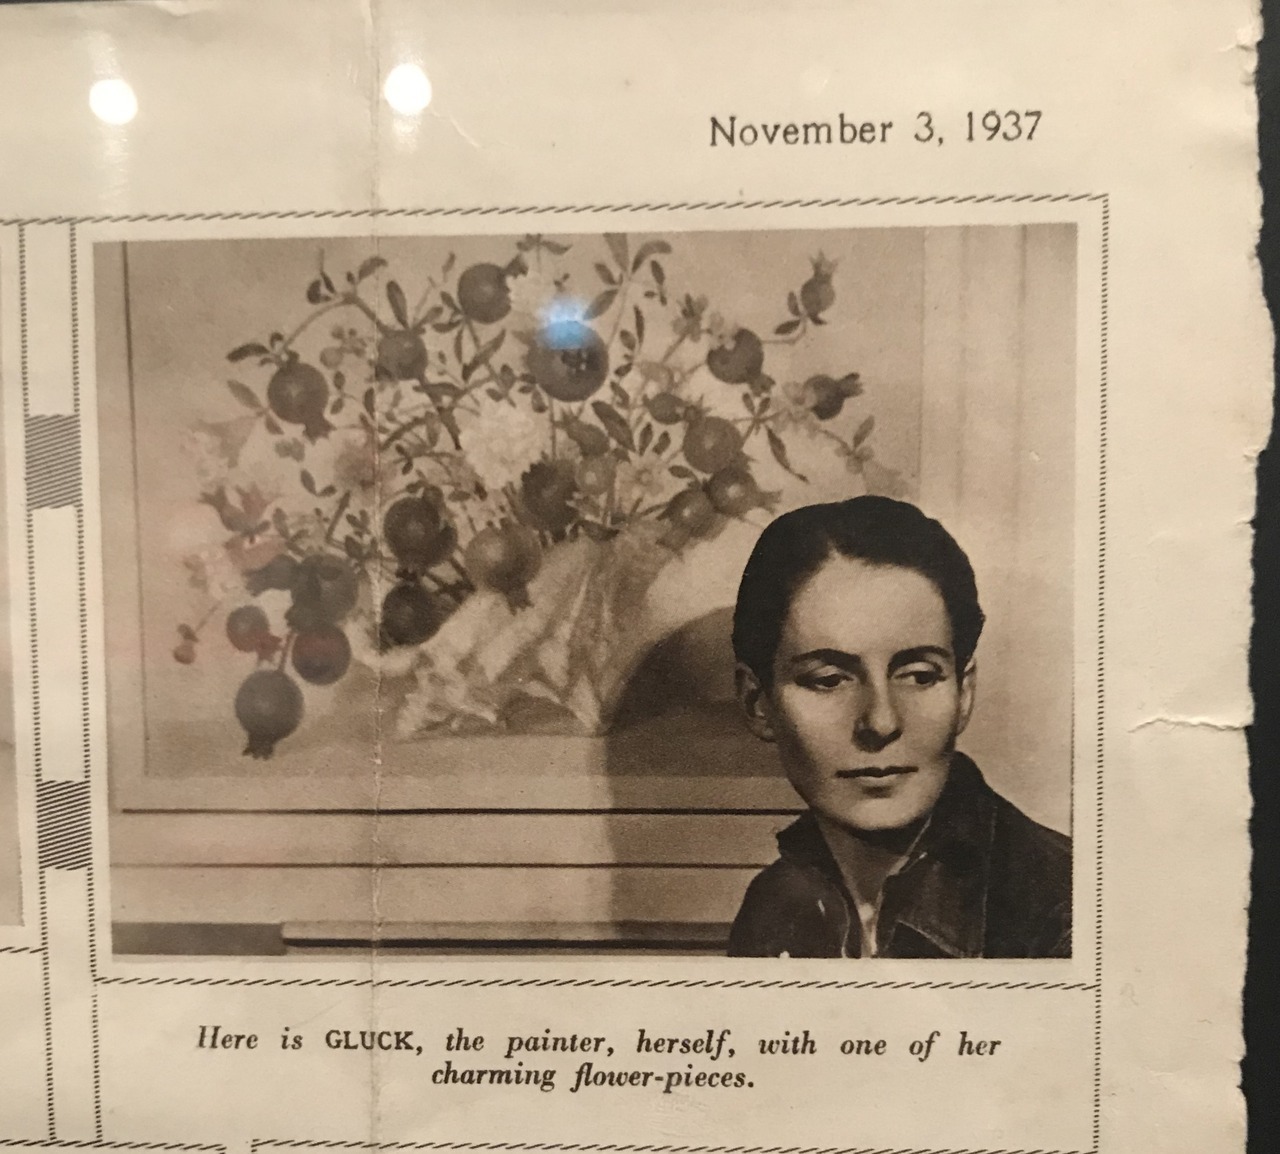 November 3, 1937
Here is GLUCK, the painter, herself, with one of her
charming flower-pieces.